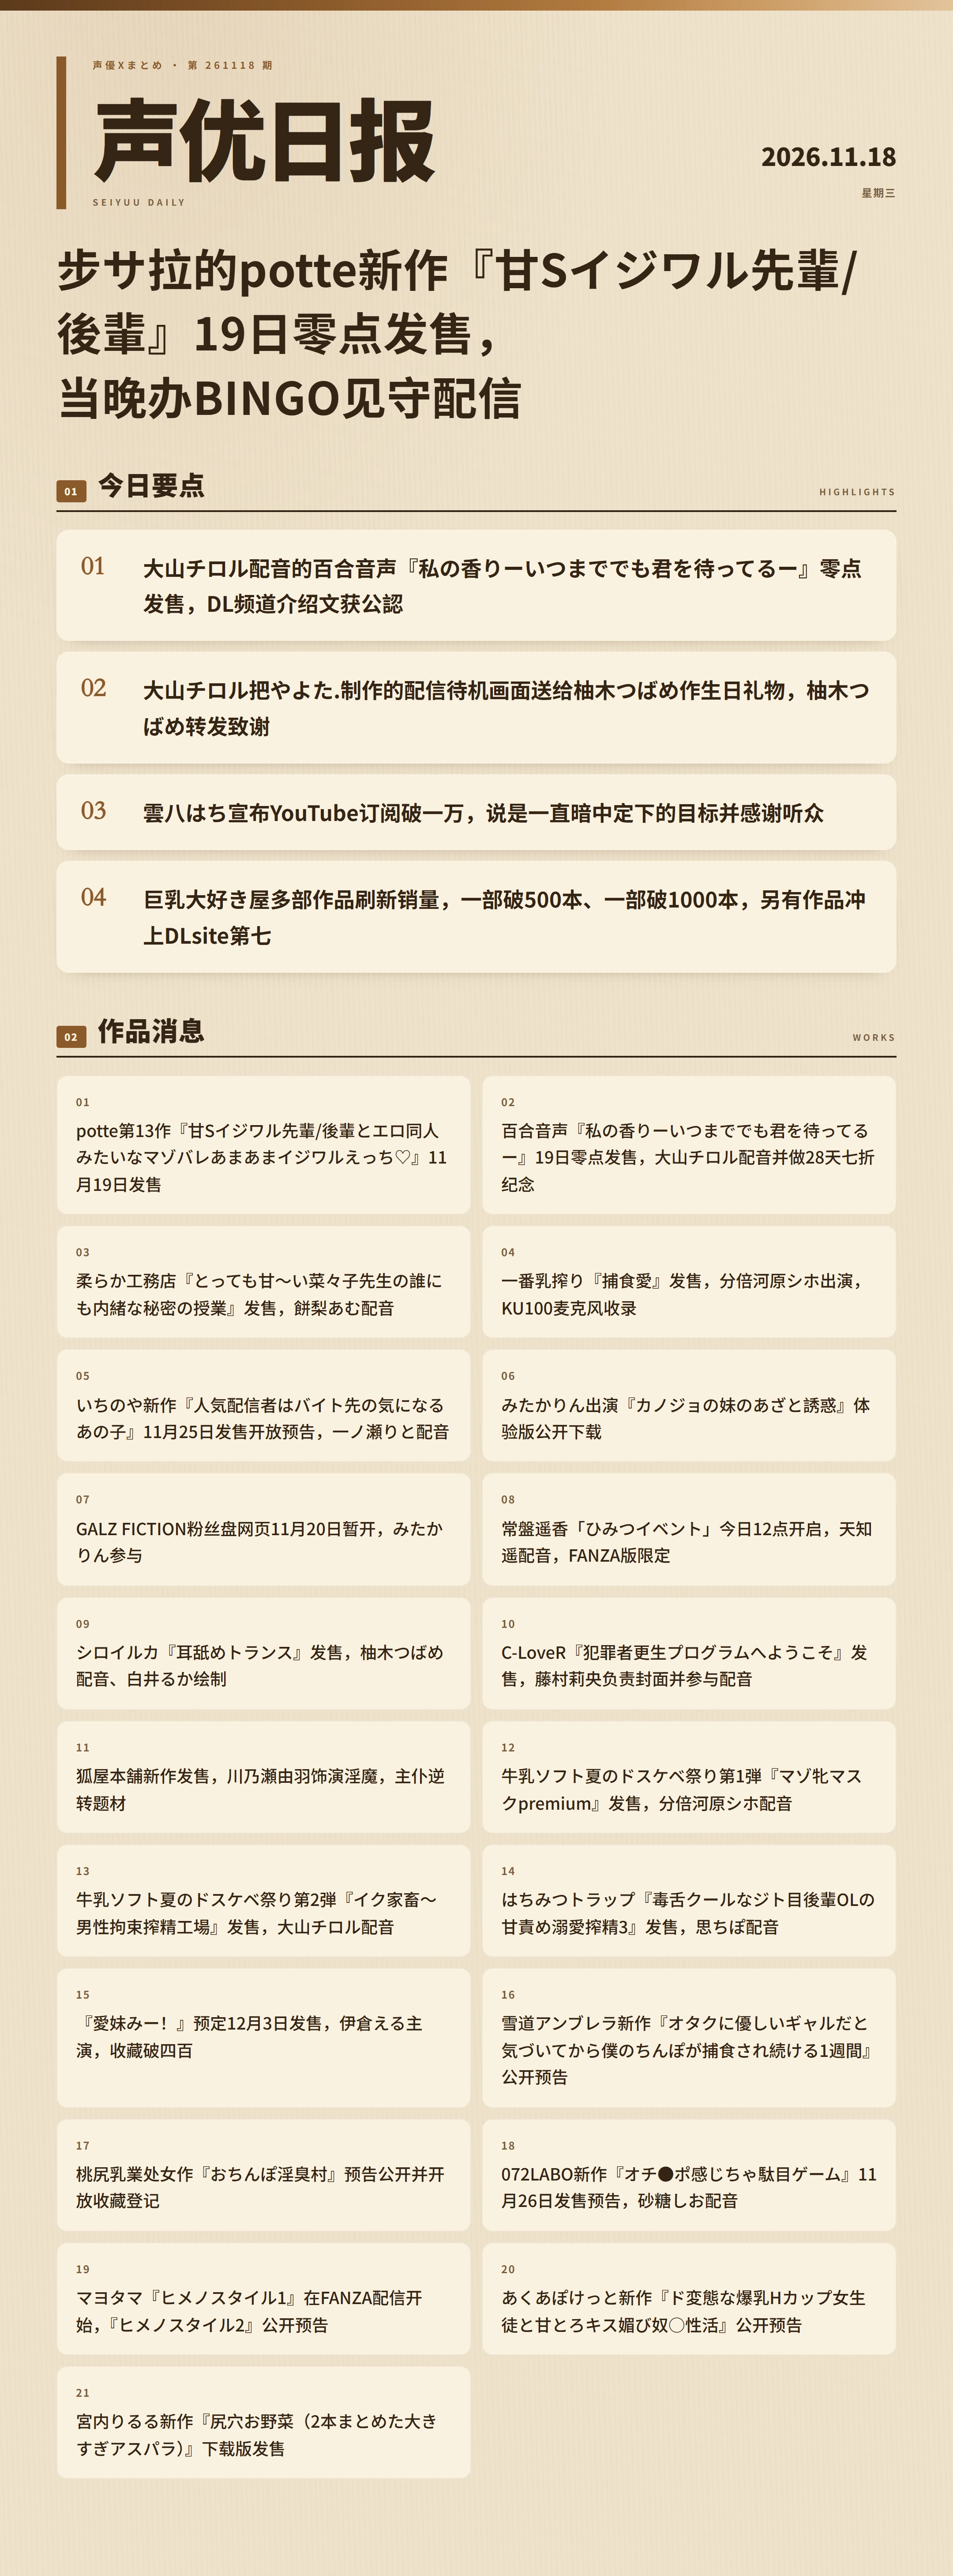 声優Xまとめ · 第 261118 期
声优日报
SEIYUU DAILY
2026.11.18
星期三
步サ拉的potte新作『甘Sイジワル先輩/
後輩』19日零点发售，
当晚办BINGO见守配信
01 今日要点
HIGHLIGHTS
01
大山チロル配音的百合音声『私の香りーいつまででも君を待ってるー』零点
发售，DL频道介绍文获公認
02
大山チロル把やよた.制作的配信待机画面送给柚木つばめ作生日礼物，柚木つ
ばめ转发致谢
03
雲八はち宣布YouTube订阅破一万，说是一直暗中定下的目标并感谢听众
04
巨乳大好き屋多部作品刷新销量，一部破500本、一部破1000本，另有作品冲
上DLsite第七
02 作品消息
WORKS
01
potte第13作『甘Sイジワル先輩/後輩とエロ同人
みたいなマゾバレあまあまイジワルえっち♡』11
月19日发售
02
百合音声『私の香りーいつまででも君を待ってる
ー』19日零点发售，大山チロル配音并做28天七折
纪念
03
柔らか工務店『とっても甘～い菜々子先生の誰に
も内緒な秘密の授業』发售，餅梨あむ配音
04
一番乳搾り『捕食愛』发售，分倍河原シホ出演，
KU100麦克风收录
05
いちのや新作『人気配信者はバイト先の気になる
あの子』11月25日发售开放预告，一ノ瀬りと配音
06
みたかりん出演『カノジョの妹のあざと誘惑』体
验版公开下载
07
GALZ FICTION粉丝盘网页11月20日暂开，みたか
りん参与
08
常盤遥香「ひみつイベント」今日12点开启，天知
遥配音，FANZA版限定
09
シロイルカ『耳舐めトランス』发售，柚木つばめ
配音、白井るか绘制
10
C-LoveR『犯罪者更生プログラムへようこそ』发
售，藤村莉央负责封面并参与配音
11
狐屋本舗新作发售，川乃瀬由羽饰演淫魔，主仆逆
转题材
12
牛乳ソフト夏のドスケベ祭り第1弾『マゾ牝マス
クpremium』发售，分倍河原シホ配音
13
牛乳ソフト夏のドスケベ祭り第2弾『イク家畜～
男性拘束搾精工場』发售，大山チロル配音
14
はちみつトラップ『毒舌クールなジト目後輩OLの
甘責め溺愛搾精3』发售，思ちぽ配音
15
『愛妹みー！』预定12月3日发售，伊倉える主
演，收藏破四百
16
雪道アンブレラ新作『オタクに優しいギャルだと
気づいてから僕のちんぽが捕食され続ける1週間』
公开预告
17
桃尻乳業处女作『おちんぽ淫臭村』预告公开并开
放收藏登记
18
072LABO新作『オチ●ポ感じちゃ駄目ゲーム』11
月26日发售预告，砂糖しお配音
19
マヨタマ『ヒメノスタイル1』在FANZA配信开
始，『ヒメノスタイル2』公开预告
20
あくあぽけっと新作『ド変態な爆乳Hカップ女生
徒と甘とろキス媚び奴〇性活』公开预告
21
宮内りるる新作『尻穴お野菜（2本まとめた大き
すぎアスパラ）』下载版发售